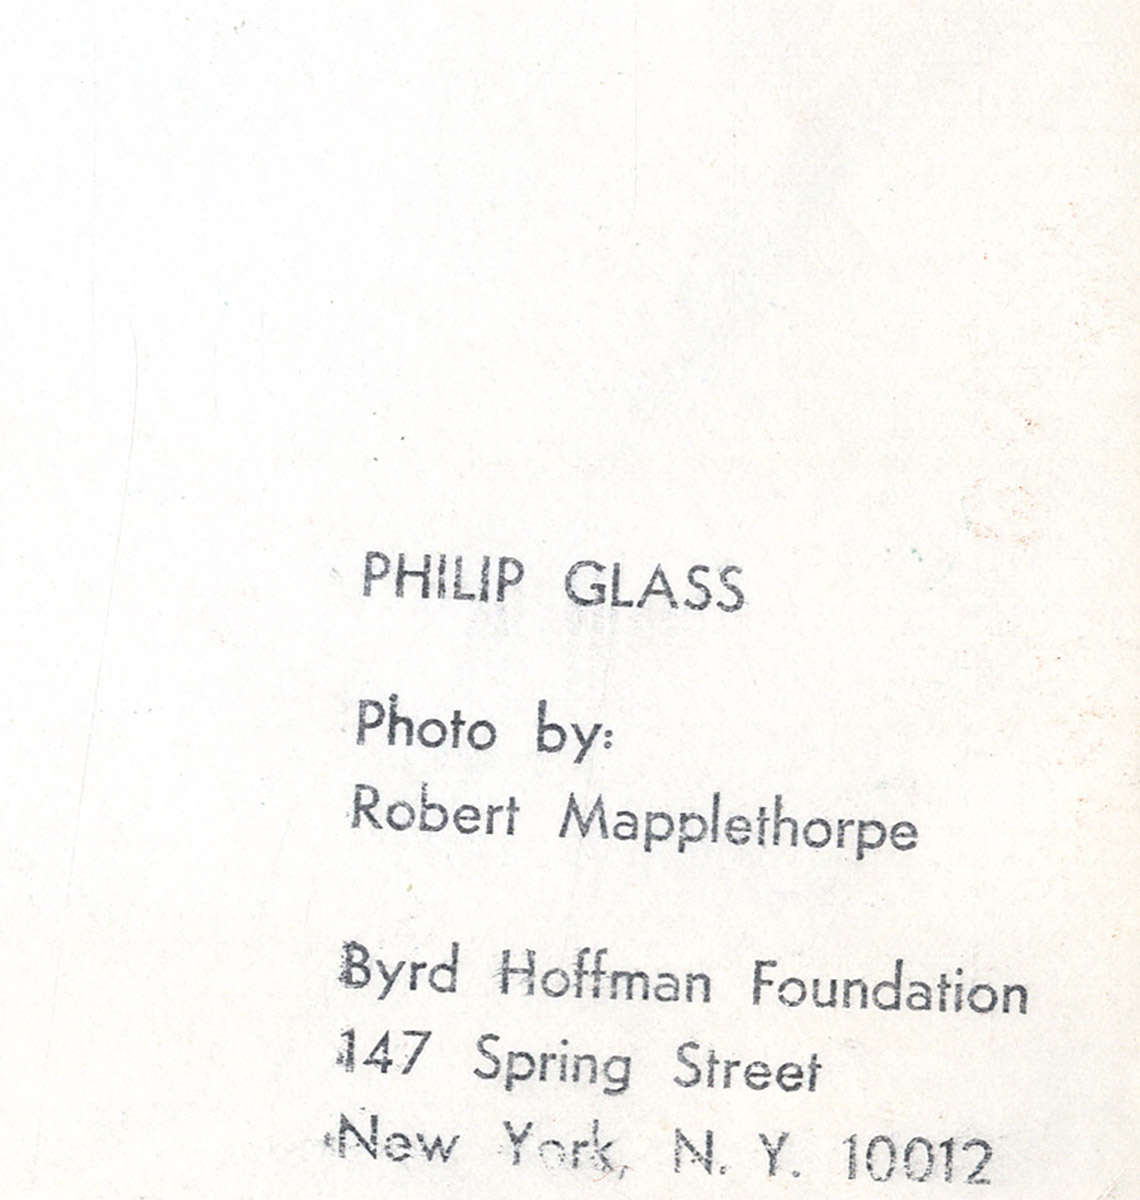 PHILIP GLASS
Photo by:
Robert Mapplethorpe
Byrd Hoffman Foundation
147 Spring Street
New York, N. Y. 10012